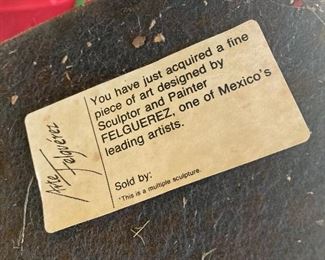 Arte
Felguérez
You have just acquired a fine
piece of art designed by
Sculptor and Painter
FELGUEREZ, one of Mexico's
leading artists.
Sold by:
*This is a multiple sculpture.